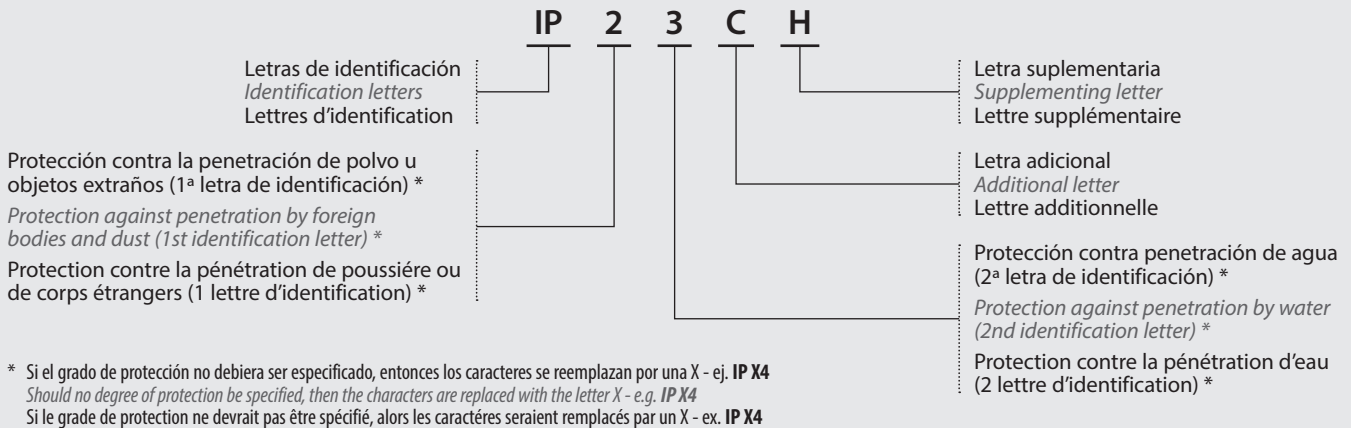 IP 2 3 C H
Letras de identificación
Identification letters
Lettres d'identification
Protección contra la penetración de polvo u
objetos extraños (1ª letra de identificación) *
Protection against penetration by foreign
bodies and dust (1st identification letter) *
Protection contre la pénétration de poussiére ou
de corps étrangers (1 lettre d'identification) *
Letra suplementaria
Supplementing letter
Lettre supplémentaire
Letra adicional
Additional letter
Lettre additionnelle
Protección contra penetración de agua
(2ª letra de identificación) *
Protection against penetration by water
(2nd identification letter) *
Protection contre la pénétration d'eau
(2 lettre d'identification) *
* Si el grado de protección no debiera ser especificado, entonces los caracteres se reemplazan por una X - ej. IP X4
Should no degree of protection be specified, then the characters are replaced with the letter X - e.g. IP X4
Si le grade de protection ne devrait pas être spécifié, alors les caractéres seraient remplacés par un X - ex. IP X4